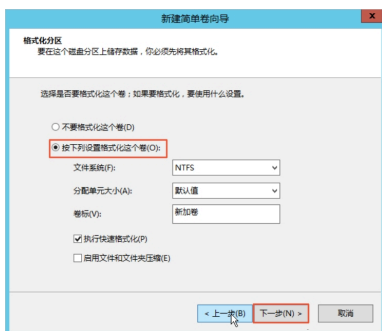 新建简单卷向导
x
格式化分区
要在这个磁盘分区上储存数据，你必须先将其格式化。
选择是否要格式化这个卷；如果要格式化，要使用什么设置。
不要格式化这个卷(D)
按下列设置格式化这个卷(O):
文件系统(F): NTFS
分配单元大小(A): 默认值
卷标(V): 新加卷
执行快速格式化(P)
启用文件和文件夹压缩(E)
< 上一步(B) 下一步(N) > 取消